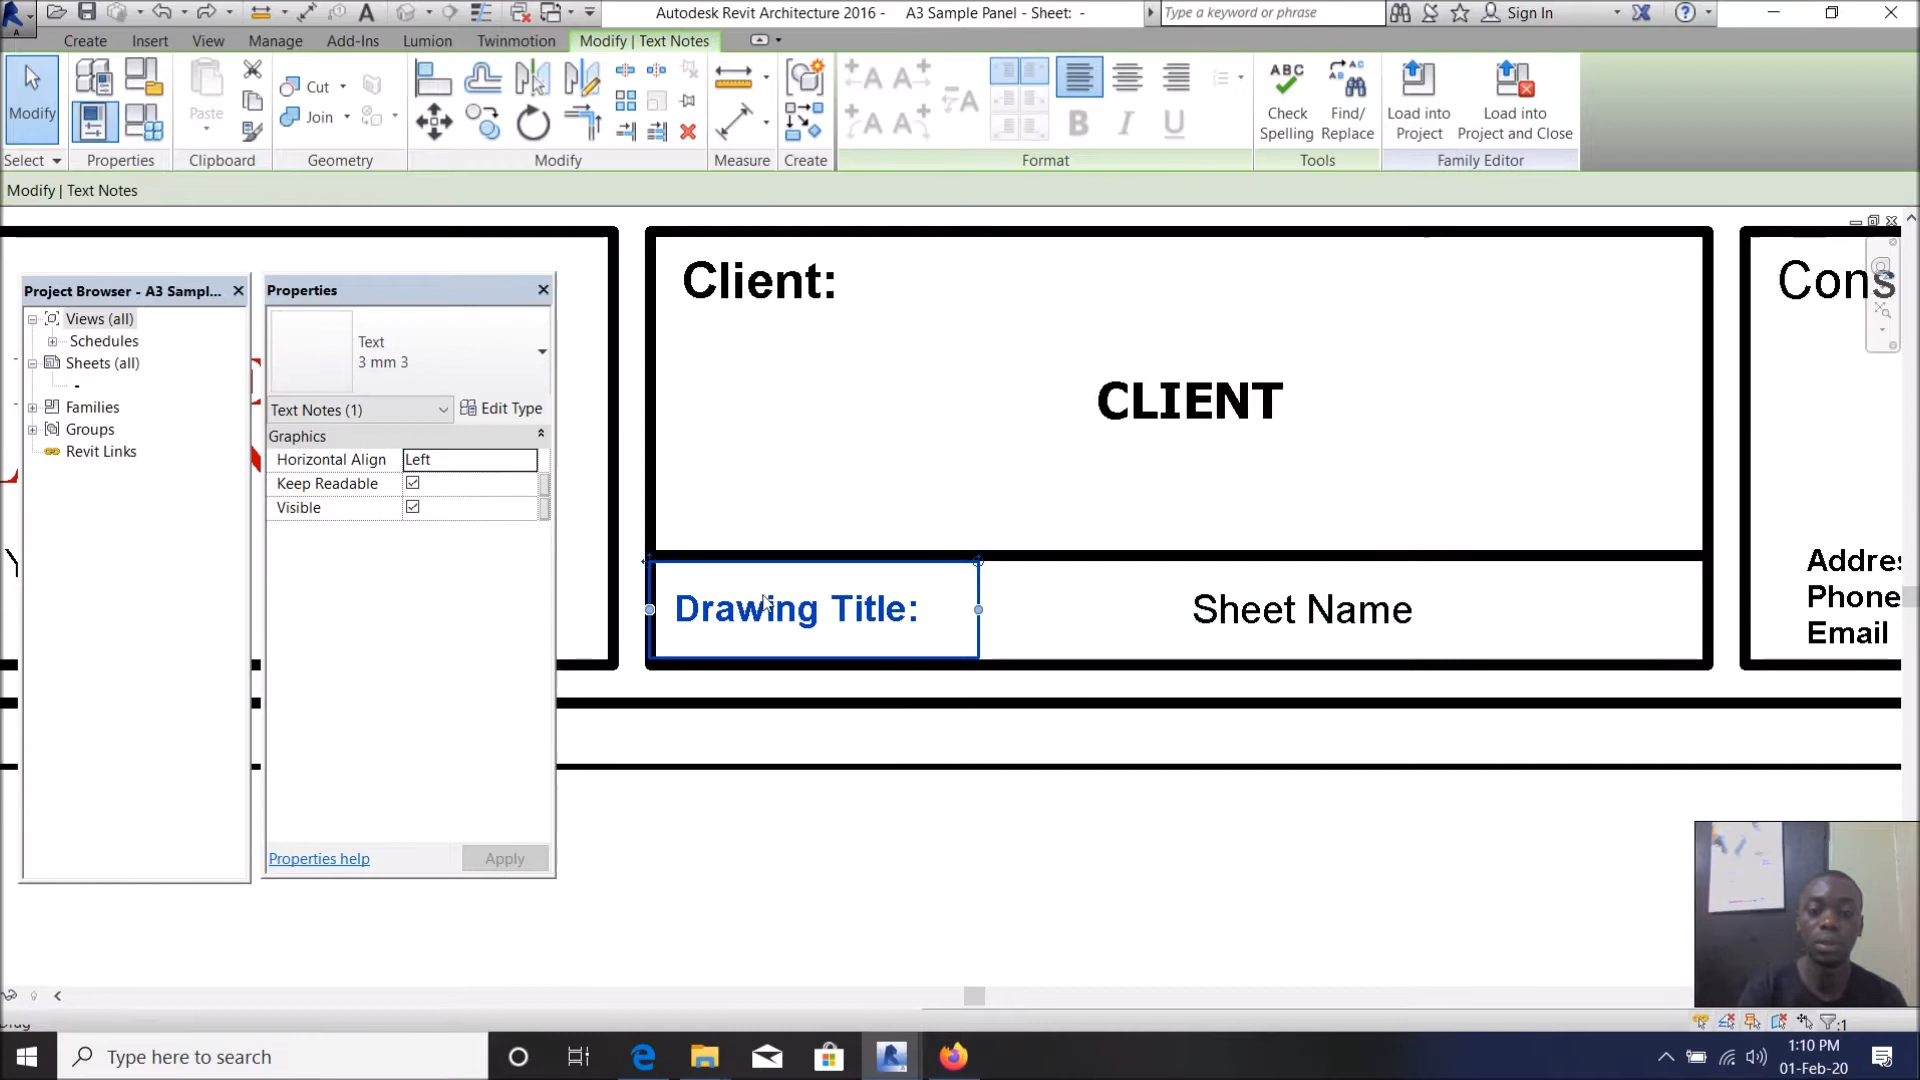 Autodesk Revit Architecture 2016 - A3 Sample Panel - Sheet: -
Type a keyword or phrase
Sign In
Create Insert View Manage Add-Ins Lumion Twinmotion Modify | Text Notes
Modify
Paste
Cut
Join
ABC
Check Spelling
Find/ Replace
Load into Project
Load into Project and Close
Select Properties Clipboard Geometry Modify Measure Create Format Tools Family Editor
Modify | Text Notes
Project Browser - A3 Sampl...
Views (all)
Schedules
Sheets (all)
-
Families
Groups
Revit Links
Properties
Text
3 mm 3
Text Notes (1)
Edit Type
Graphics
Horizontal Align Left
Keep Readable
Visible
Properties help
Apply
Client:
CLIENT
Drawing Title:
Sheet Name
Cons
Addres
Phone
Email
:1
Type here to search
1:10 PM
01-Feb-20